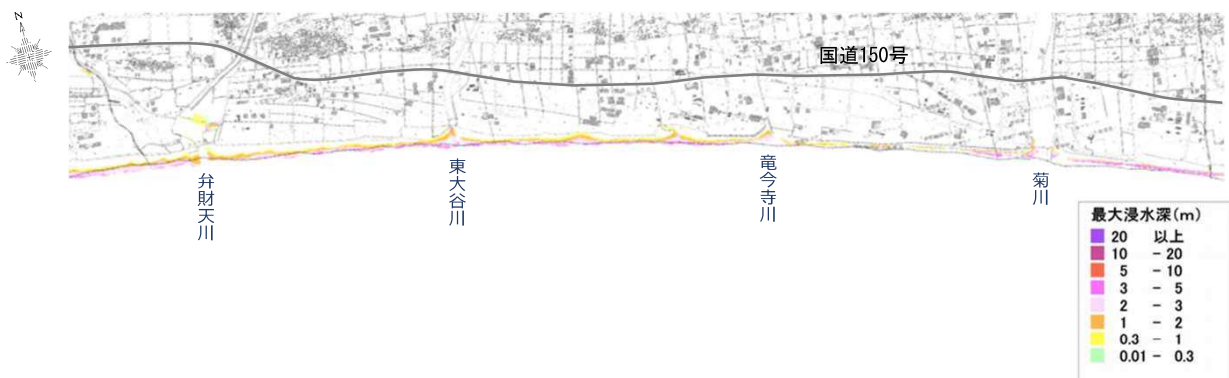 N
国道150号
弁財天川
東大谷川
竜今寺川
菊川
最大浸水深(m)
20 以上
10 - 20
5 - 10
3 - 5
2 - 3
1 - 2
0.3 - 1
0.01 - 0.3